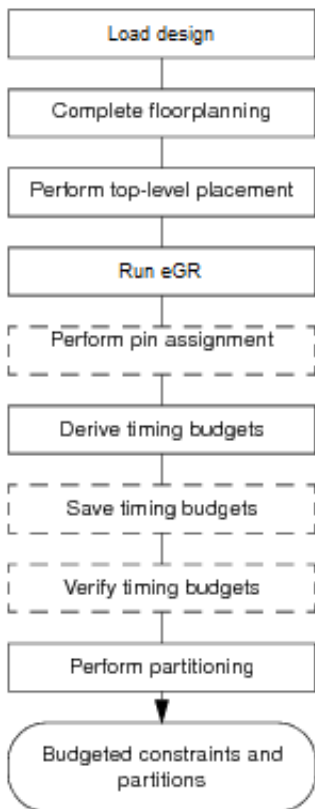 Load design
Complete floorplanning
Perform top-level placement
Run eGR
Perform pin assignment
Derive timing budgets
Save timing budgets
Verify timing budgets
Perform partitioning
Budgeted constraints and
partitions